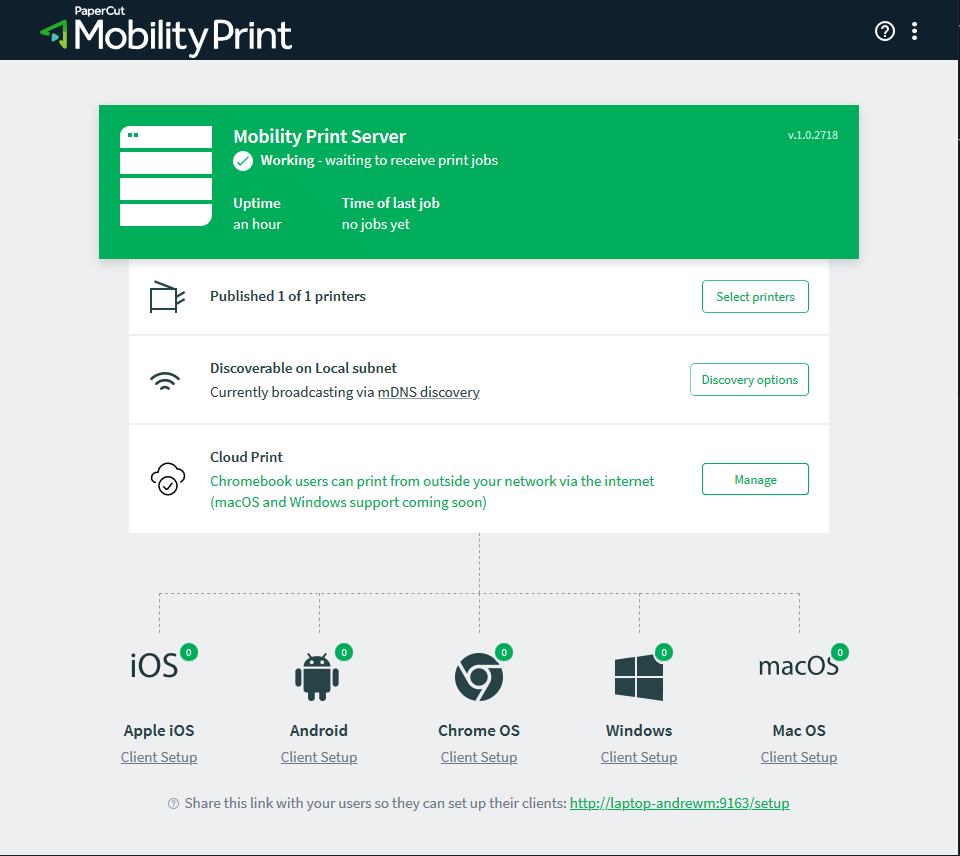 PaperCut
Mobility Print
Mobility Print Server
v.1.0.2718
Working - waiting to receive print jobs
Uptime
Time of last job
an hour
no jobs yet
Published 1 of 1 printers
Select printers
Discoverable on Local subnet
Currently broadcasting via mDNS discovery
Discovery options
Cloud Print
Chromebook users can print from outside your network via the internet
(macOS and Windows support coming soon)
Manage
iOS
0
0
0
0
macOS
0
Apple iOS
Android
Chrome OS
Windows
Mac OS
Client Setup
Client Setup
Client Setup
Client Setup
Client Setup
? Share this link with your users so they can set up their clients: http://laptop-andrewm:9163/setup